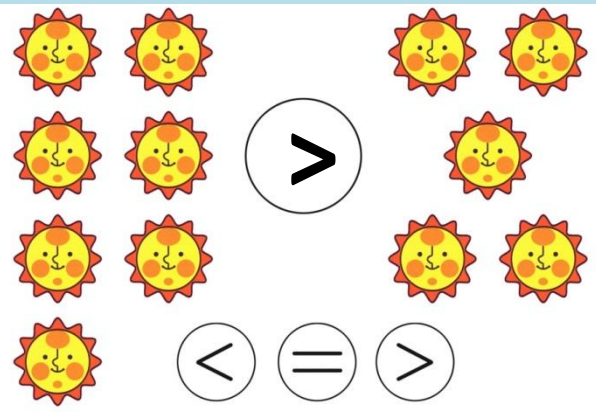 >
< = >